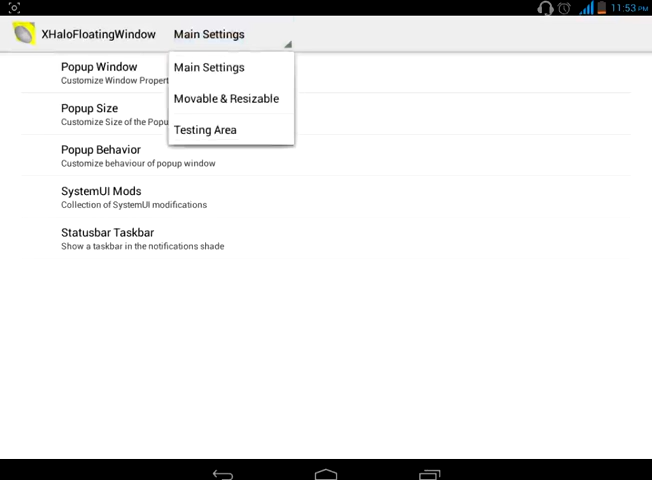 11:53 PM
XHaloFloatingWindow
Main Settings
Main Settings
Movable & Resizable
Testing Area
Popup Window
Customize Window Propert
Popup Size
Customize Size of the Popu
Popup Behavior
Customize behaviour of popup window
SystemUI Mods
Collection of SystemUI modifications
Statusbar Taskbar
Show a taskbar in the notifications shade